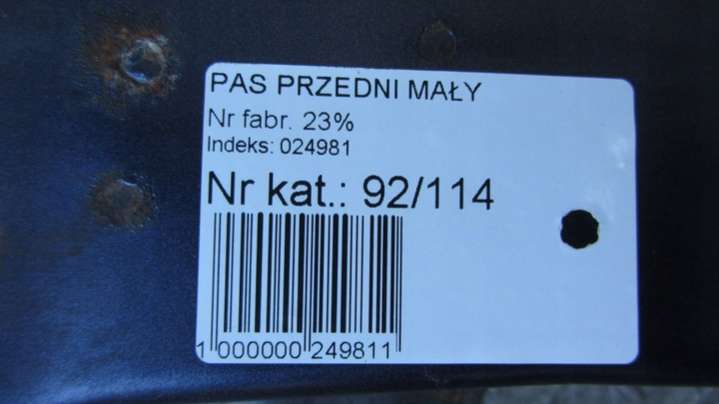 PAS PRZEDNI MAŁY
Nr fabr. 23%
Indeks: 024981
Nr kat.: 92/114
1 000000 249811